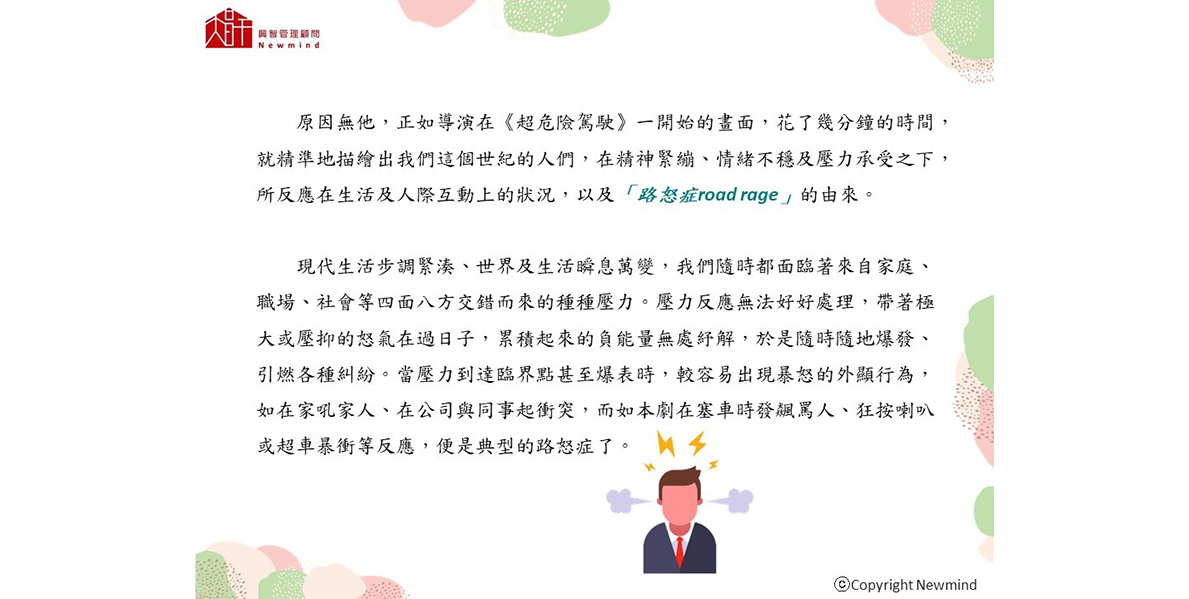 興智管理顧問
Newmind
原因無他，正如導演在《超危險駕駛》一開始的畫面，花了幾分鐘的時間，
就精準地描繪出我們這個世紀的人們，在精神緊繃、情緒不穩及壓力承受之下，
所反應在生活及人際互動上的狀況，以及「路怒症road rage」的由來。
現代生活步調緊湊、世界及生活瞬息萬變，我們隨時都面臨著來自家庭、
職場、社會等四面八方交錯而來的種種壓力。壓力反應無法好好處理，帶著極
大或壓抑的怒氣在過日子，累積起來的負能量無處紓解，於是隨時隨地爆發、
引燃各種糾紛。當壓力到達臨界點甚至爆表時，較容易出現暴怒的外顯行為，
如在家吼家人、在公司與同事起衝突，而如本劇在塞車時發飆罵人、狂按喇叭
或超車暴衝等反應，便是典型的路怒症了。
ⓒCopyright Newmind